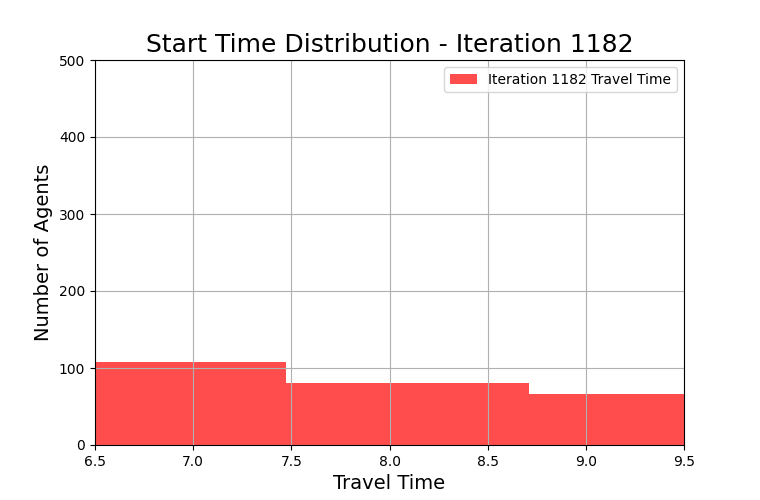 Start Time Distribution - Iteration 1182
Iteration 1182 Travel Time
Number of Agents
500
400
300
200
100
0
6.5 7.0 7.5 8.0 8.5 9.0 9.5
Travel Time